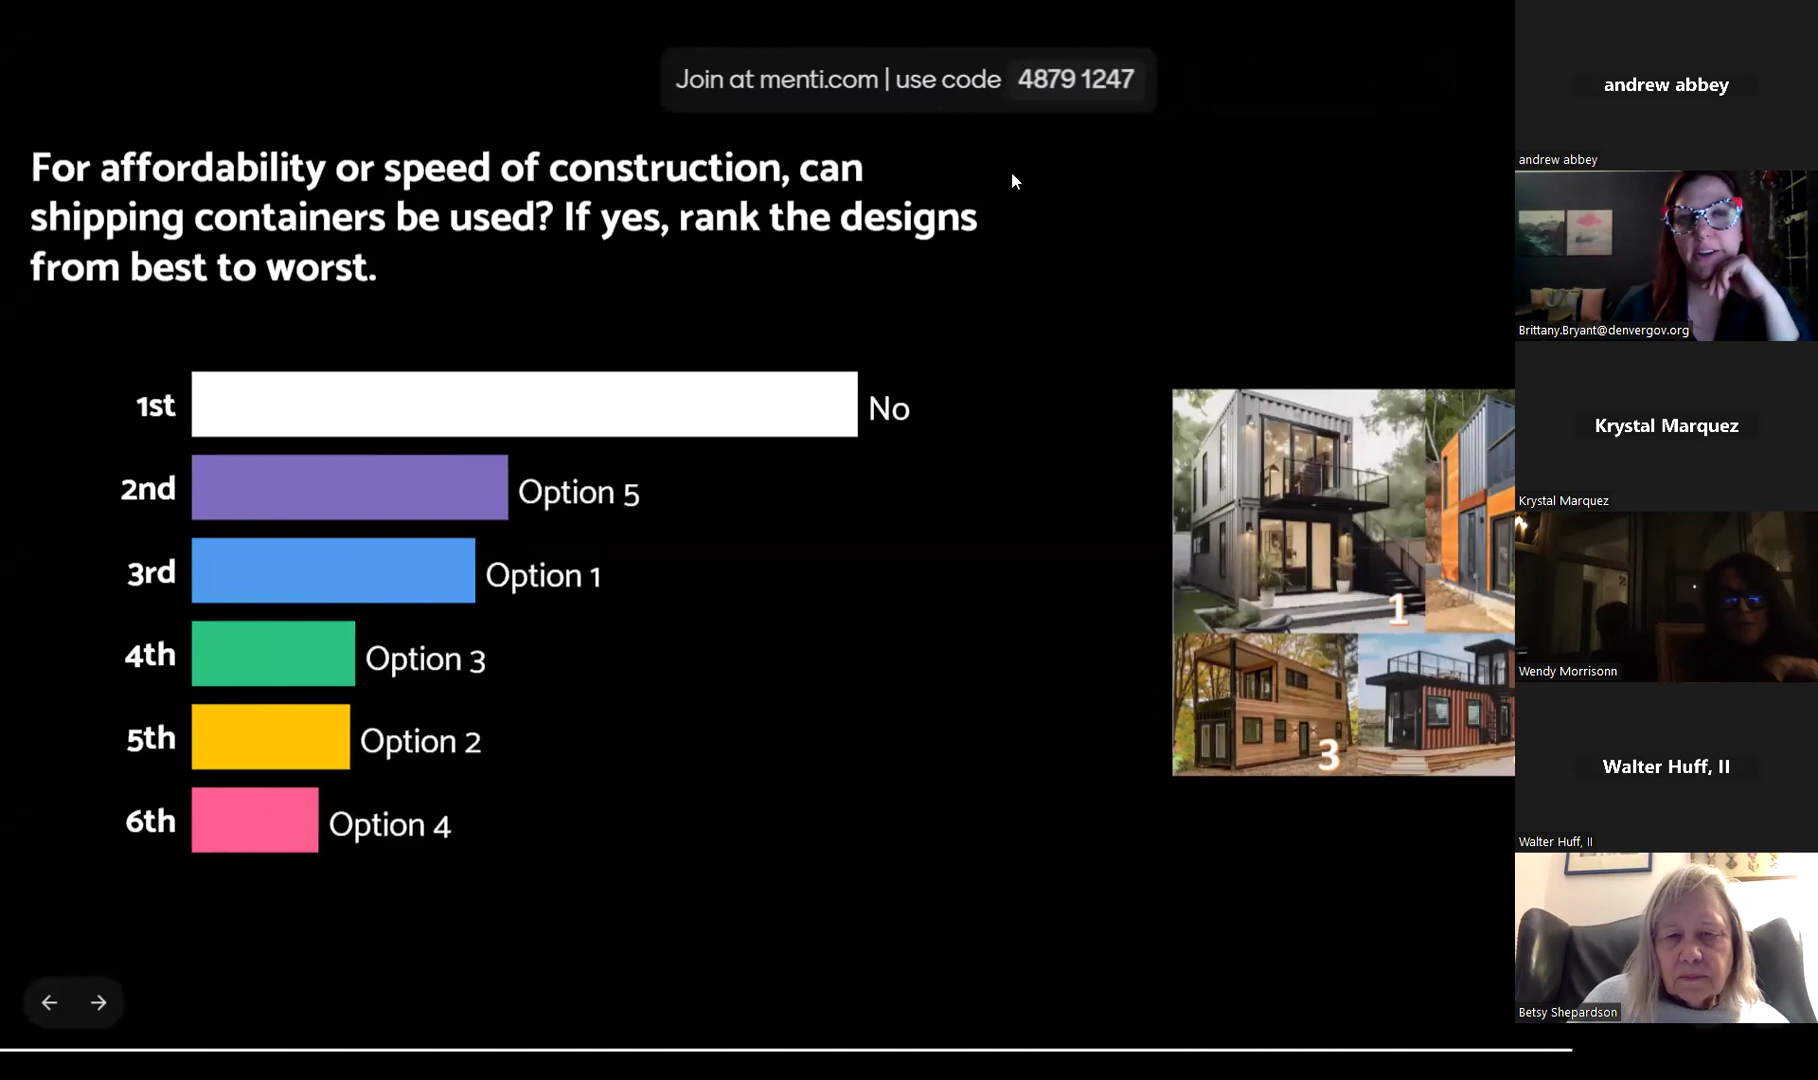 Join at menti.com | use code 4879 1247
For affordability or speed of construction, can
shipping containers be used? If yes, rank the designs
from best to worst.
1st No
2nd Option 5
3rd Option 1
4th Option 3
5th Option 2
6th Option 4
1
3
andrew abbey
andrew abbey
Brittany.Bryant@denvergov.org
Krystal Marquez
Krystal Marquez
Wendy Morrisonn
Walter Huff, II
Walter Huff, II
Betsy Shepardson